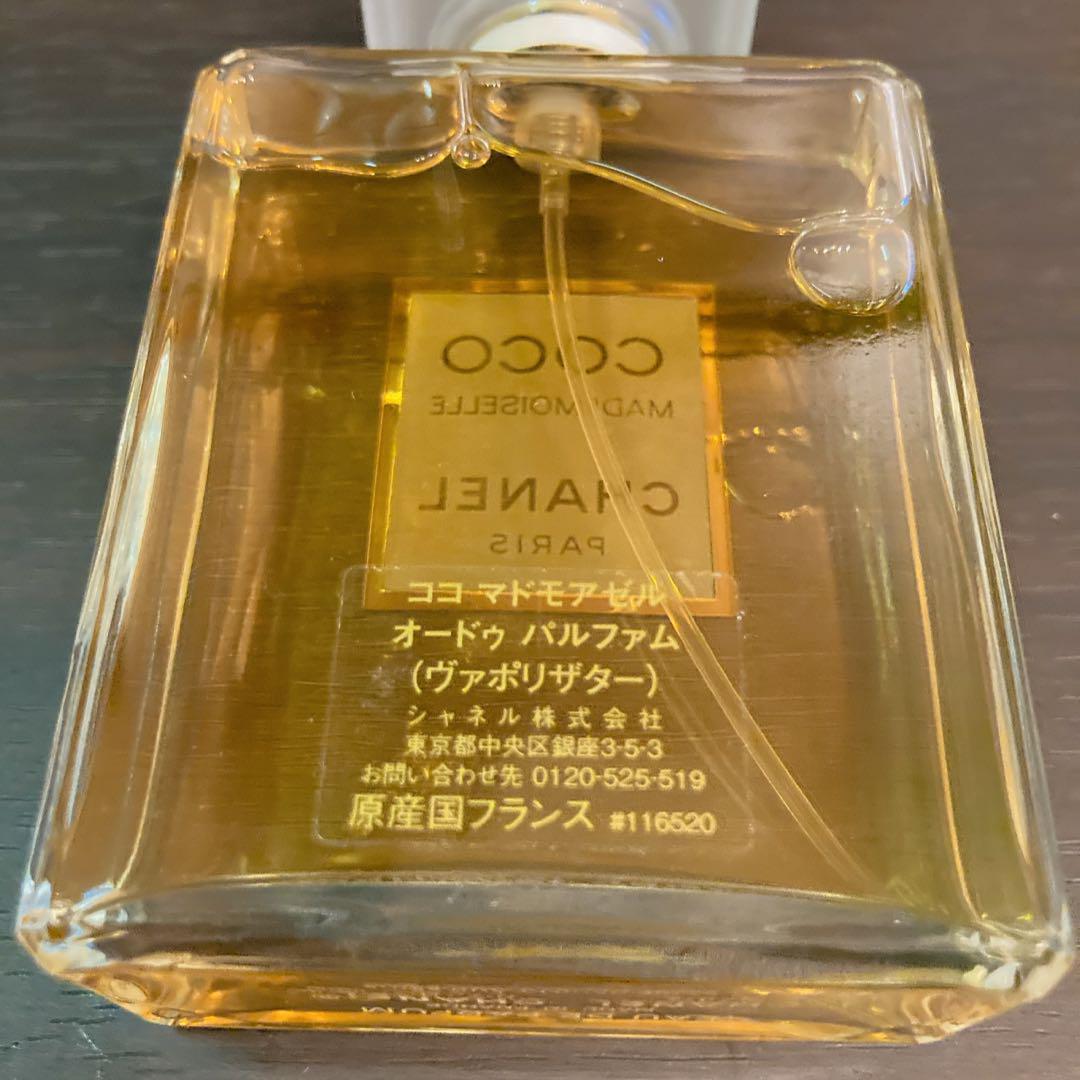 COCO
MADEMOISELLE
CHANEL
PARIS
ココ マドモアゼル
オードゥ パルファム
(ヴァポリザター)
シャネル株式会社
東京都中央区銀座3-5-3
お問い合わせ先 0120-525-519
原産国フランス #116520